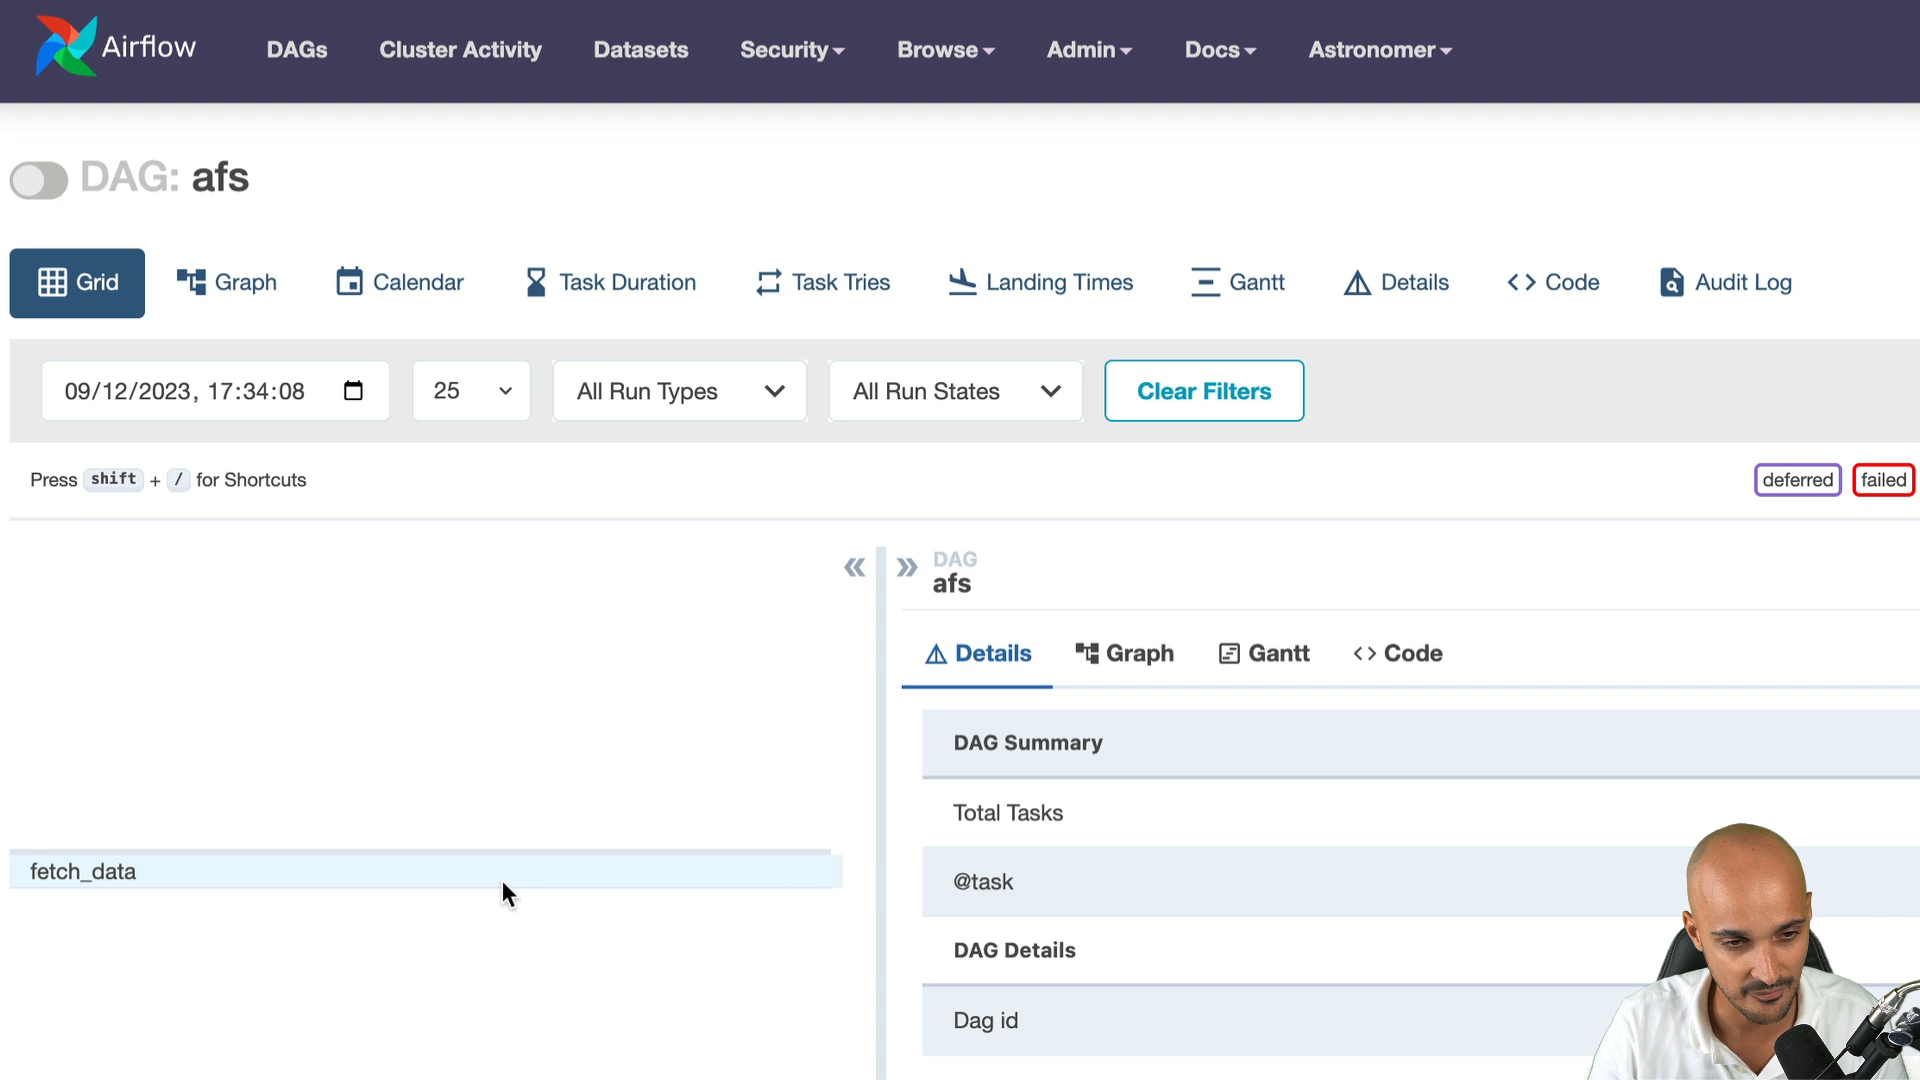 Airflow DAGs Cluster Activity Datasets Security Browse Admin Docs Astronomer
DAG: afs
Grid Graph Calendar Task Duration Task Tries Landing Times Gantt Details Code Audit Log
09/12/2023, 17:34:08 25 All Run Types All Run States Clear Filters
Press shift + / for Shortcuts deferred failed
DAG
afs
Details Graph Gantt Code
DAG Summary
Total Tasks
fetch_data
@task
DAG Details
Dag id